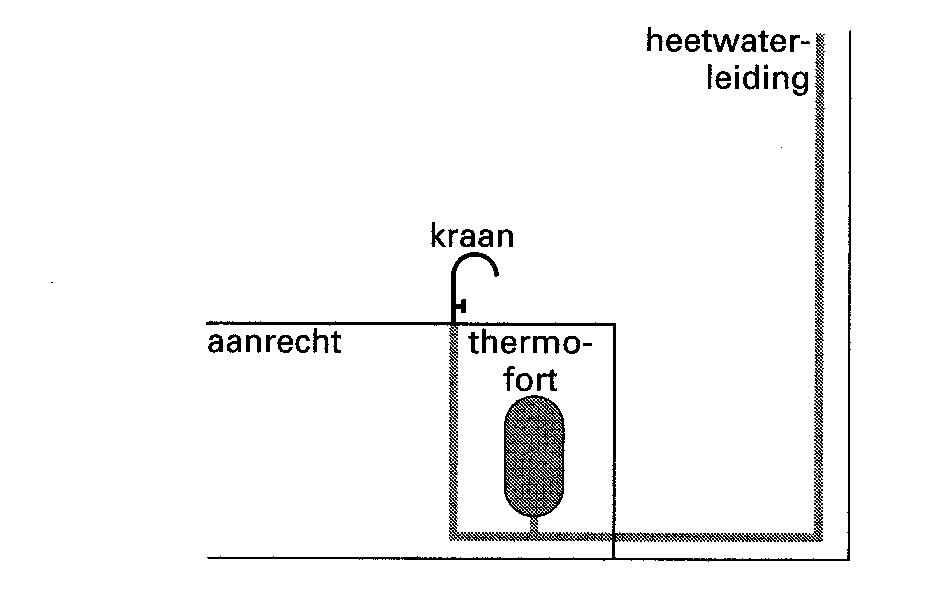 heetwater-
leiding
kraan
aanrecht
thermo-
fort